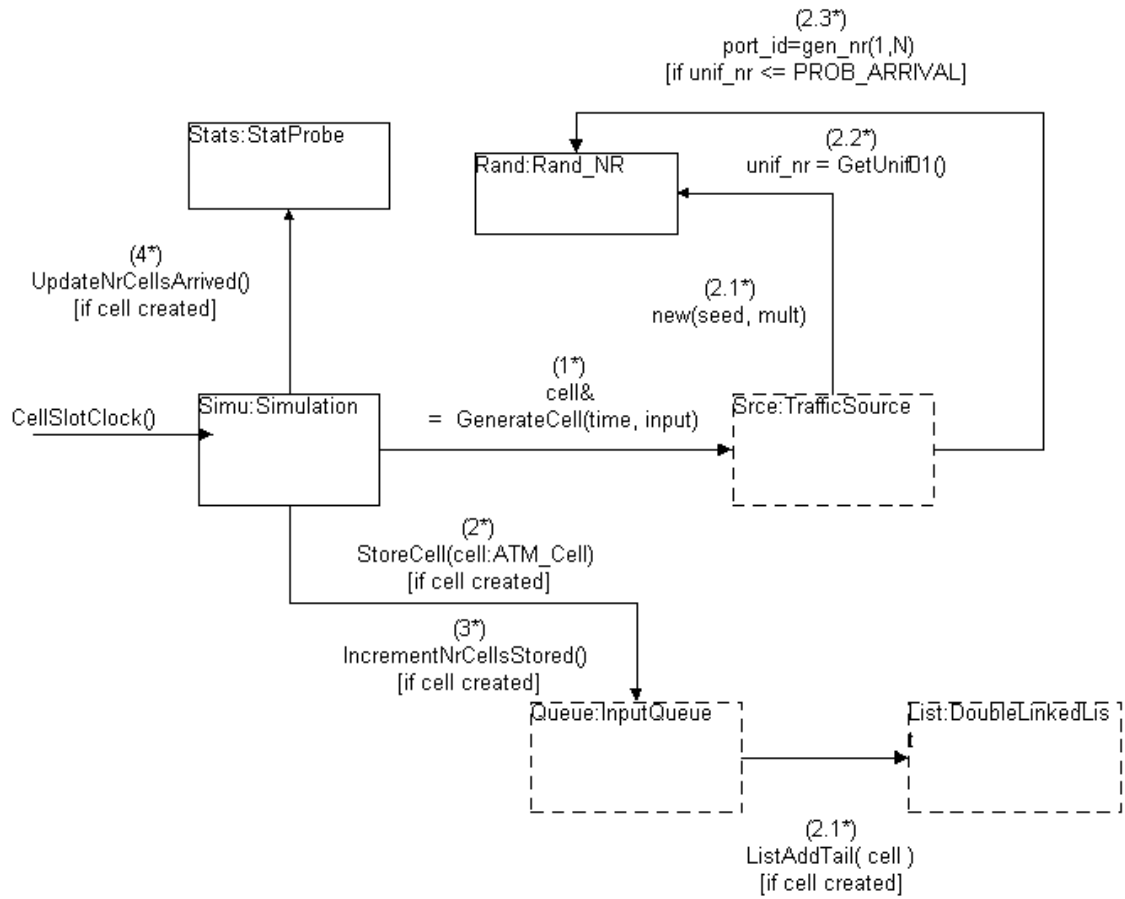 (2.3*)
port_id=gen_nr(1,N)
[if unif_nr <= PROB_ARRIVAL]
Stats:StatProbe
Rand:Rand_NR
(2.2*)
unif_nr = GetUnif01()
(4*)
UpdateNrCellsArrived()
[if cell created]
(2.1*)
new(seed, mult)
CellSlotClock()
Simu:Simulation
(1*)
cell&
= GenerateCell(time, input)
Srce:TrafficSource
(2*)
StoreCell(cell:ATM_Cell)
[if cell created]
(3*)
IncrementNrCellsStored()
[if cell created]
Queue:InputQueue
List:DoubleLinkedLis
t
(2.1*)
ListAddTail( cell )
[if cell created]